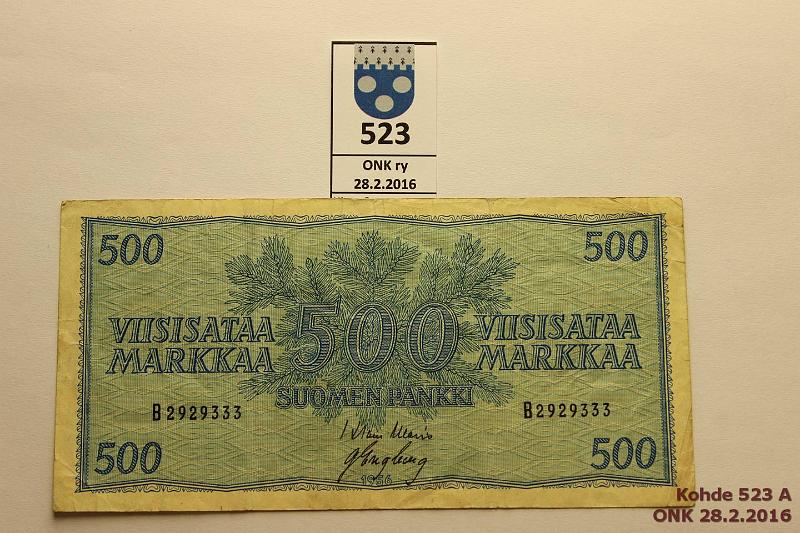 523
ONK ry
28.2.2016
500 500
VIISISATAA MARKKAA
500
VIISISATAA MARKKAA
SUOMEN PANKKI
B2929333 B2929333
500 500
1956
Kohde 523 A
ONK 28.2.2016